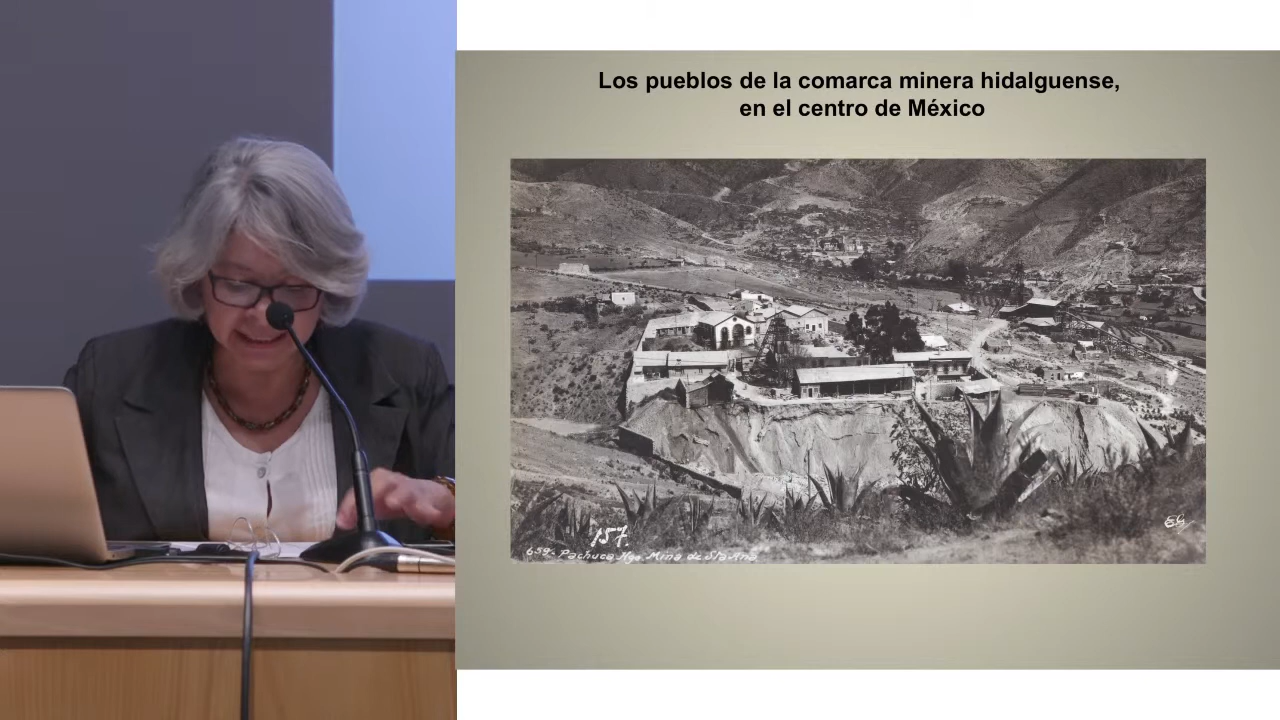 Los pueblos de la comarca minera hidalguense,
en el centro de México
157.
659.- Pachuca Hgo. Mina de Sta. Ana